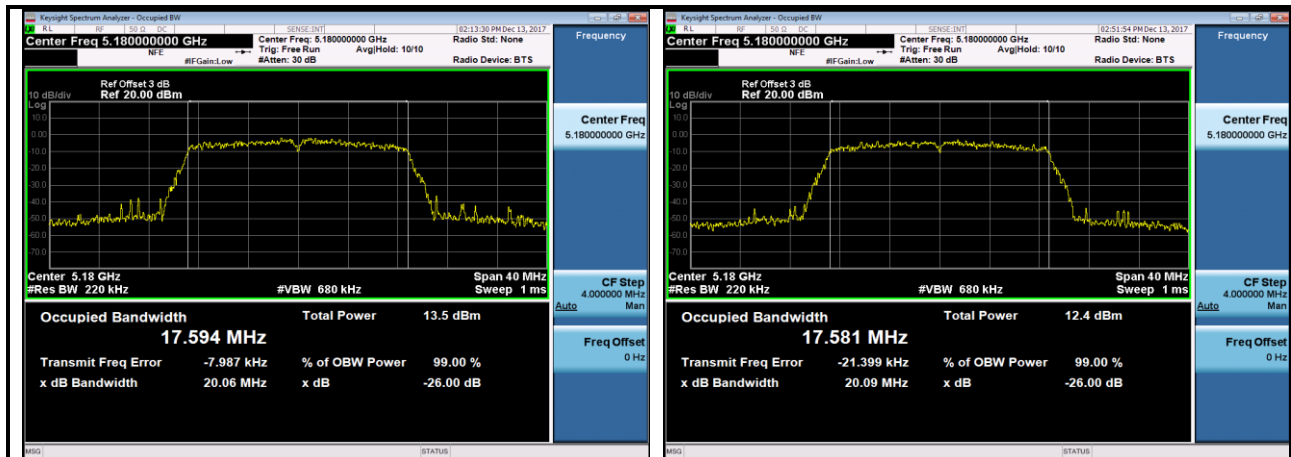 Keysight Spectrum Analyzer - Occupied BW
RL RF 50 Ω DC SENSE:INT 02:13:30 PM Dec 13, 2017
Center Freq 5.180000000 GHz Center Freq: 5.180000000 GHz Radio Std: None Frequency
NFE Trig: Free Run Avg|Hold: 10/10
#IFGain:Low #Atten: 30 dB Radio Device: BTS
Ref Offset 3 dB
10 dB/div Ref 20.00 dBm
Log
10.0
0.00
-10.0
-20.0
-30.0
-40.0
-50.0
-60.0
-70.0
Center 5.18 GHz Span 40 MHz
#Res BW 220 kHz #VBW 680 kHz Sweep 1 ms
Occupied Bandwidth Total Power 13.5 dBm
17.594 MHz
Transmit Freq Error -7.987 kHz % of OBW Power 99.00 %
x dB Bandwidth 20.06 MHz x dB -26.00 dB
Center Freq
5.180000000 GHz
CF Step
4.000000 MHz
Auto Man
Freq Offset
0 Hz
MSG STATUS
Keysight Spectrum Analyzer - Occupied BW
RL RF 50 Ω DC SENSE:INT 02:51:54 PM Dec 13, 2017
Center Freq 5.180000000 GHz Center Freq: 5.180000000 GHz Radio Std: None Frequency
NFE Trig: Free Run Avg|Hold: 10/10
#IFGain:Low #Atten: 30 dB Radio Device: BTS
Ref Offset 3 dB
10 dB/div Ref 20.00 dBm
Log
10.0
0.00
-10.0
-20.0
-30.0
-40.0
-50.0
-60.0
-70.0
Center 5.18 GHz Span 40 MHz
#Res BW 220 kHz #VBW 680 kHz Sweep 1 ms
Occupied Bandwidth Total Power 12.4 dBm
17.581 MHz
Transmit Freq Error -21.399 kHz % of OBW Power 99.00 %
x dB Bandwidth 20.09 MHz x dB -26.00 dB
Center Freq
5.180000000 GHz
CF Step
4.000000 MHz
Auto Man
Freq Offset
0 Hz
MSG STATUS